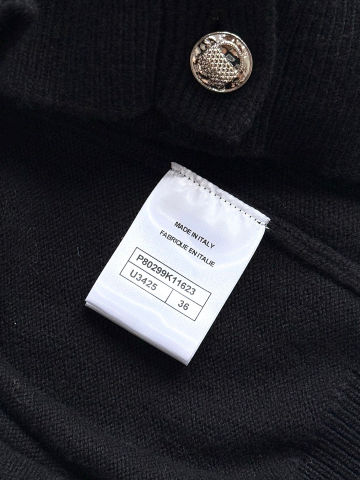 MADE IN ITALY
FABRIQUE EN ITALIE
P80299K11623
U3425 36